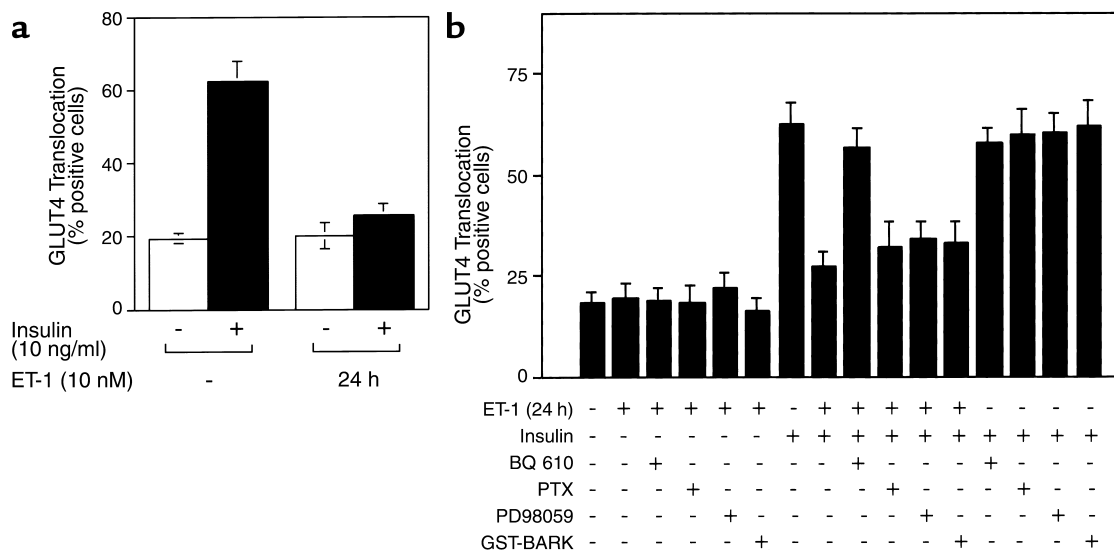 a
GLUT4 Translocation
(% positive cells)
80
60
40
20
0
Insulin - + - +
(10 ng/ml)
ET-1 (10 nM) - 24 h
b
GLUT4 Translocation
(% positive cells)
75
50
25
0
ET-1 (24 h) - + + + + + - + + + + + - - - -
Insulin - - - - - - + + + + + + + + + +
BQ 610 - - + - - - - - + - - - + - - -
PTX - - - + - - - - - + - - - + - -
PD98059 - - - - + - - - - - + - - - + -
GST-BARK - - - - - + - - - - - + - - - +